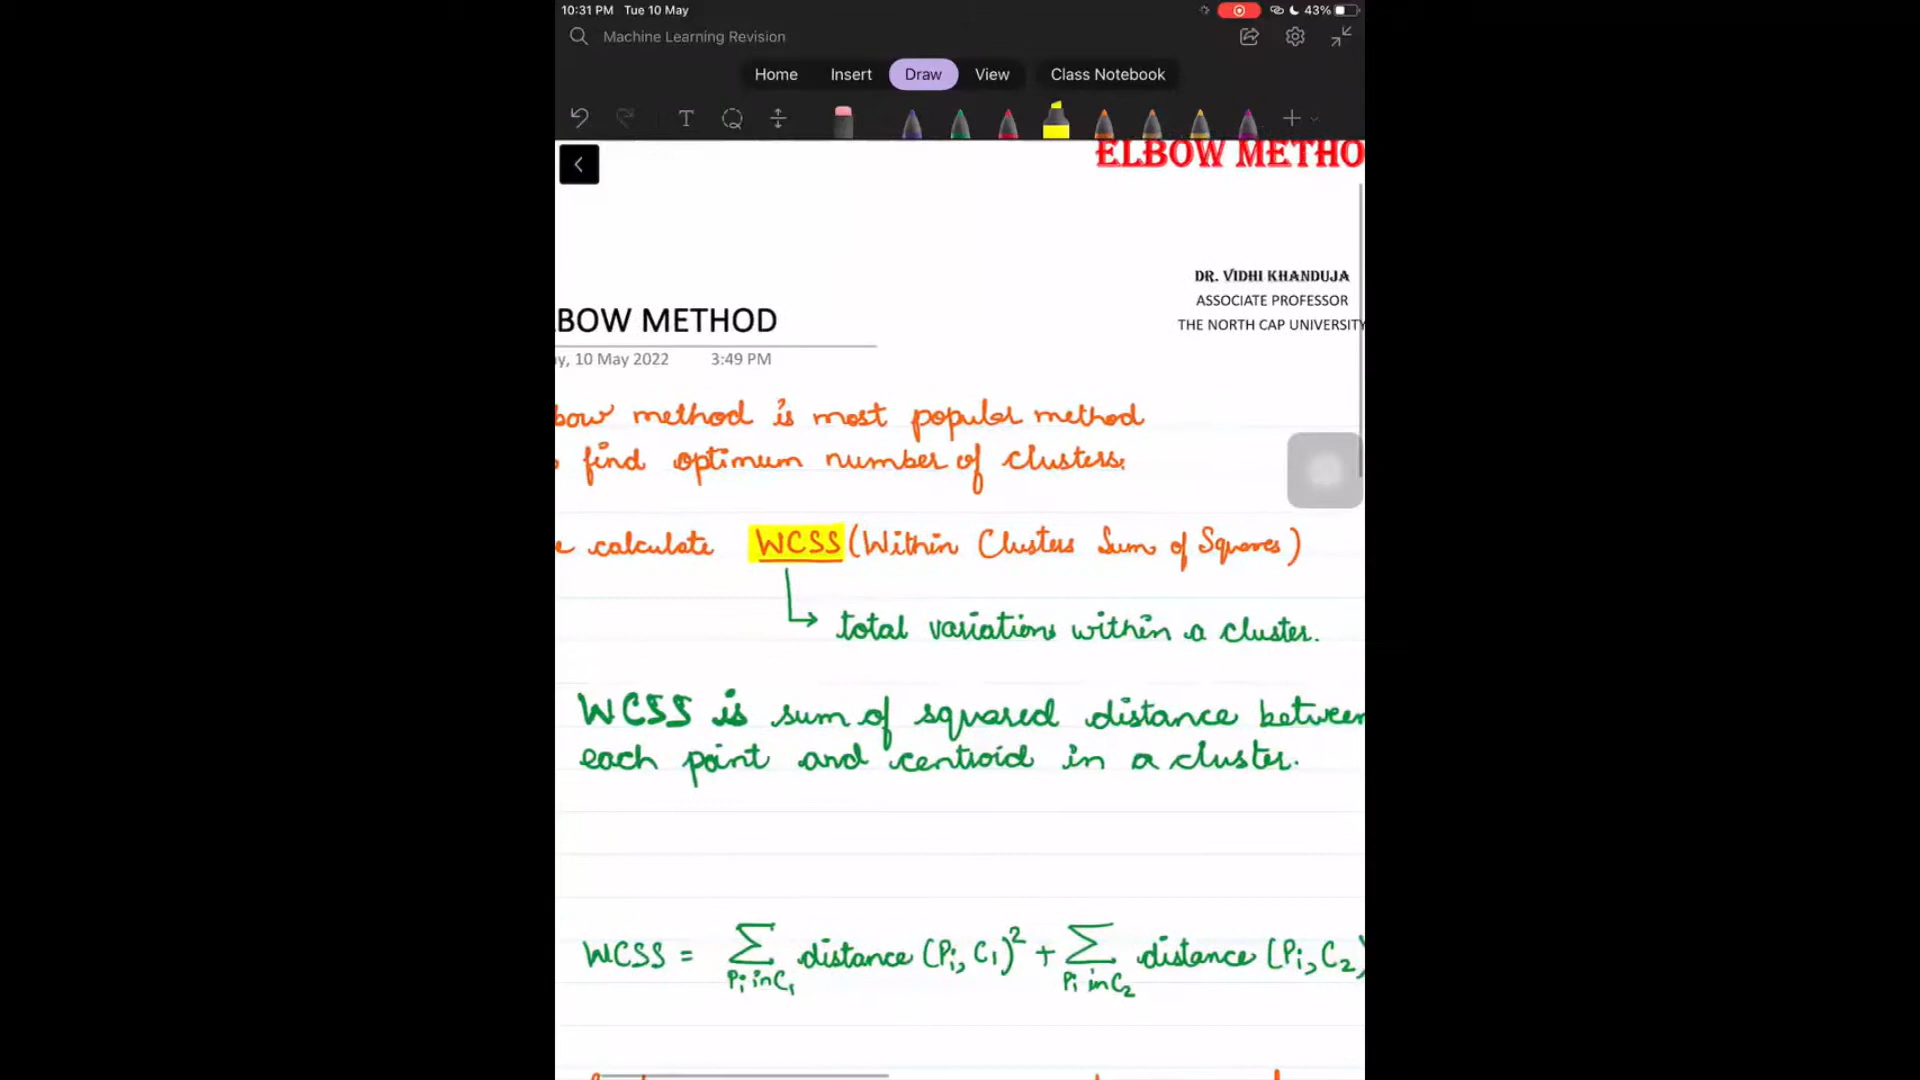 10:31 PM Tue 10 May 43%
Machine Learning Revision
Home Insert Draw View Class Notebook
T
ELBOW METHO
DR. VIDHI KHANDUJA
ASSOCIATE PROFESSOR
THE NORTH CAP UNIVERSITY
LBOW METHOD
ay, 10 May 2022 3:49 PM
bow method is most popular method
o find optimum number of clusters.
e calculate WCSS (Within Clusters Sum of Squares)
↳ total variations within a cluster.
WCSS is sum of squared distance between
each point and centroid in a cluster.
WCSS = ∑ distance (Pi, C1)² + ∑ distance (Pi, C2)
Pi in C1 Pi in C2